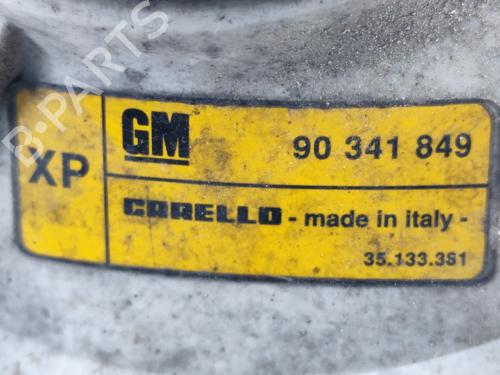 B-PARTS
XP
GM
90 341 849
CARELLO - made in italy -
35.133.381